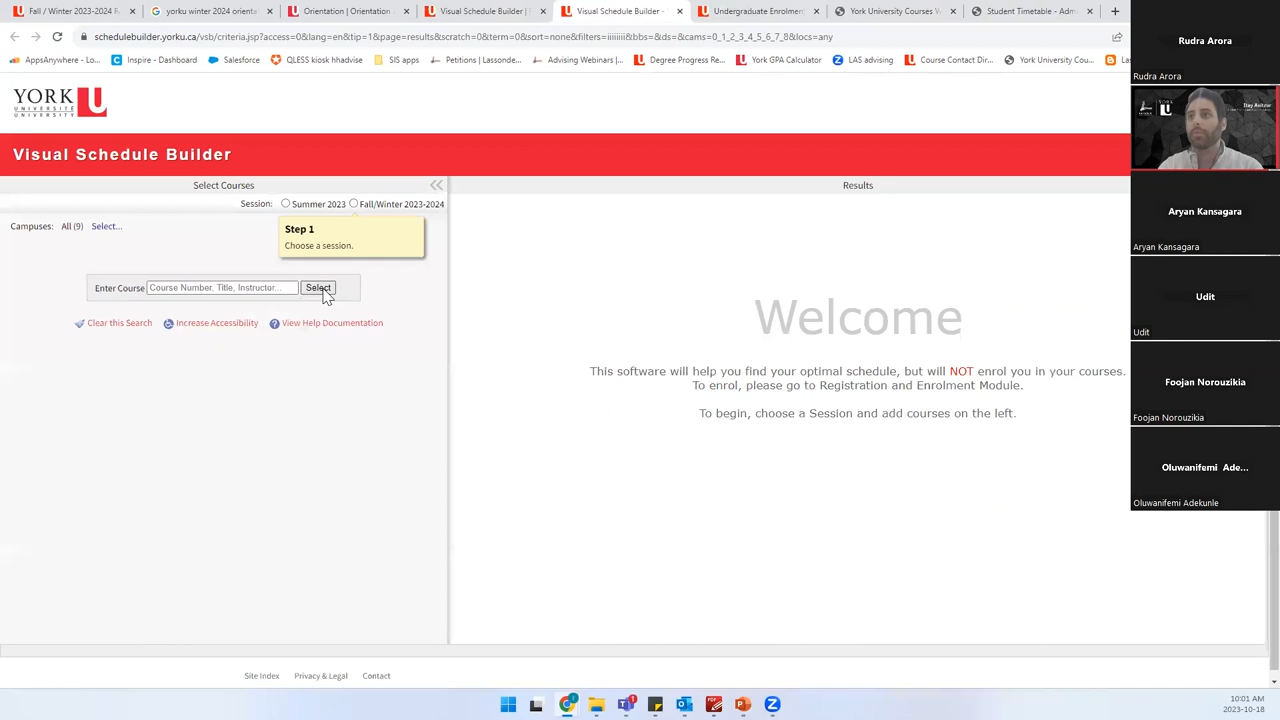 Fall / Winter 2023-2024 R
yorku winter 2024 orienta
Orientation | Orientation
Visual Schedule Builder |
Visual Schedule Builder -
Undergraduate Enrolment
York University Courses W
Student Timetable - Admi
schedulebuilder.yorku.ca/vsb/criteria.jsp?access=0&lang=en&tip=1&page=results&scratch=0&term=0&sort=none&filters=iiiiiiiii&bbs=&ds=&cams=0_1_2_3_4_5_6_7_8&locs=any
AppsAnywhere - Lo...
Inspire - Dashboard
Salesforce
QLESS kiosk hhadvise
SIS apps
Petitions | Lassonde...
Advising Webinars |...
Degree Progress Re...
York GPA Calculator
LAS advising
Course Contact Dir...
York University Cou...
YORK U
UNIVERSITÉ
UNIVERSITY
Visual Schedule Builder
Select Courses
Results
Session: Summer 2023 Fall/Winter 2023-2024
Campuses: All (9) Select...
Step 1
Choose a session.
Enter Course Course Number, Title, Instructor... Select
Clear this Search Increase Accessibility View Help Documentation
Welcome
This software will help you find your optimal schedule, but will NOT enrol you in your courses.
To enrol, please go to Registration and Enrolment Module.
To begin, choose a Session and add courses on the left.
Site Index Privacy & Legal Contact
Rudra Arora
Rudra Arora
Aryan Kansagara
Aryan Kansagara
Udit
Udit
Foojan Norouzikia
Foojan Norouzikia
Oluwanifemi Ade...
Oluwanifemi Adekunle
10:01 AM
2023-10-18